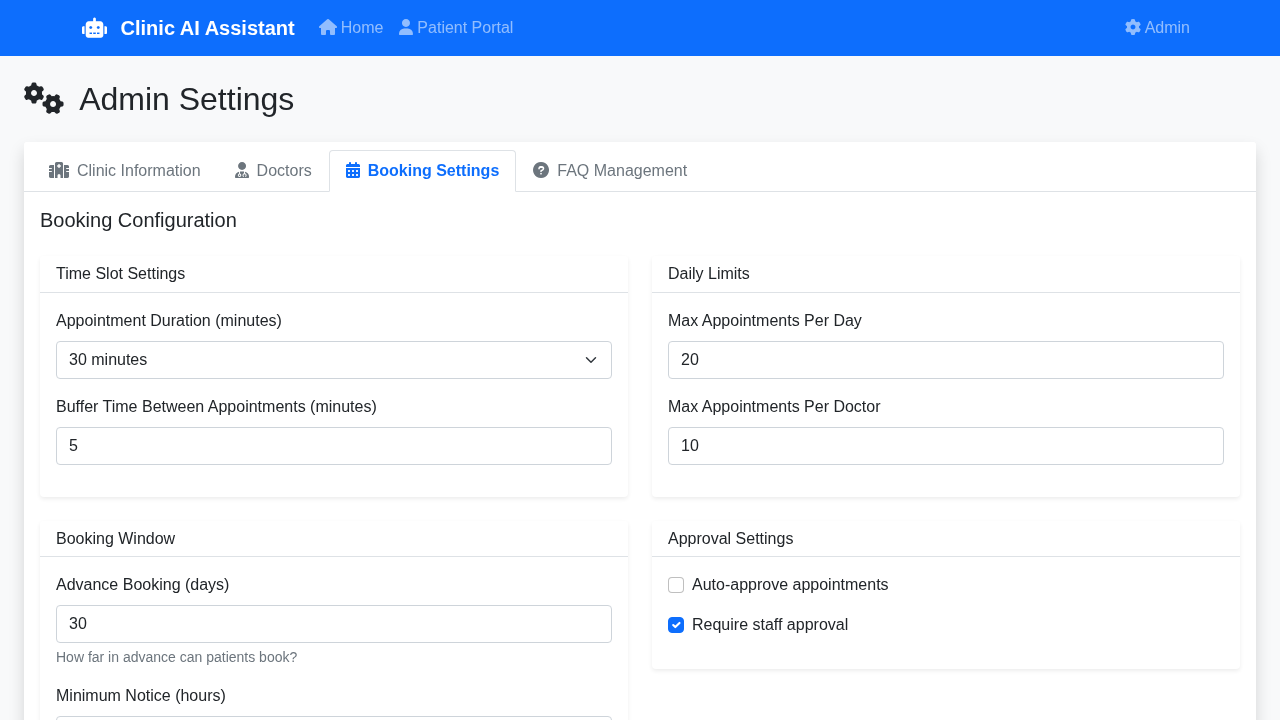 Clinic AI Assistant Home Patient Portal Admin
Admin Settings
Clinic Information Doctors Booking Settings FAQ Management
Booking Configuration
Time Slot Settings
Appointment Duration (minutes)
30 minutes
Buffer Time Between Appointments (minutes)
5
Daily Limits
Max Appointments Per Day
20
Max Appointments Per Doctor
10
Booking Window
Advance Booking (days)
30
How far in advance can patients book?
Minimum Notice (hours)
Approval Settings
Auto-approve appointments
Require staff approval